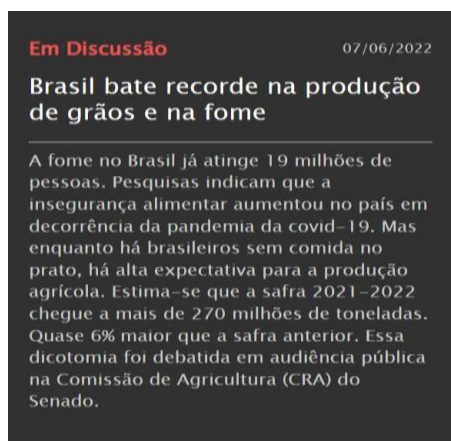 Em Discussão 07/06/2022
Brasil bate recorde na produção
de grãos e na fome
A fome no Brasil já atinge 19 milhões de
pessoas. Pesquisas indicam que a
insegurança alimentar aumentou no país em
decorrência da pandemia da covid-19. Mas
enquanto há brasileiros sem comida no
prato, há alta expectativa para a produção
agrícola. Estima-se que a safra 2021-2022
chegue a mais de 270 milhões de toneladas.
Quase 6% maior que a safra anterior. Essa
dicotomia foi debatida em audiência pública
na Comissão de Agricultura (CRA) do
Senado.